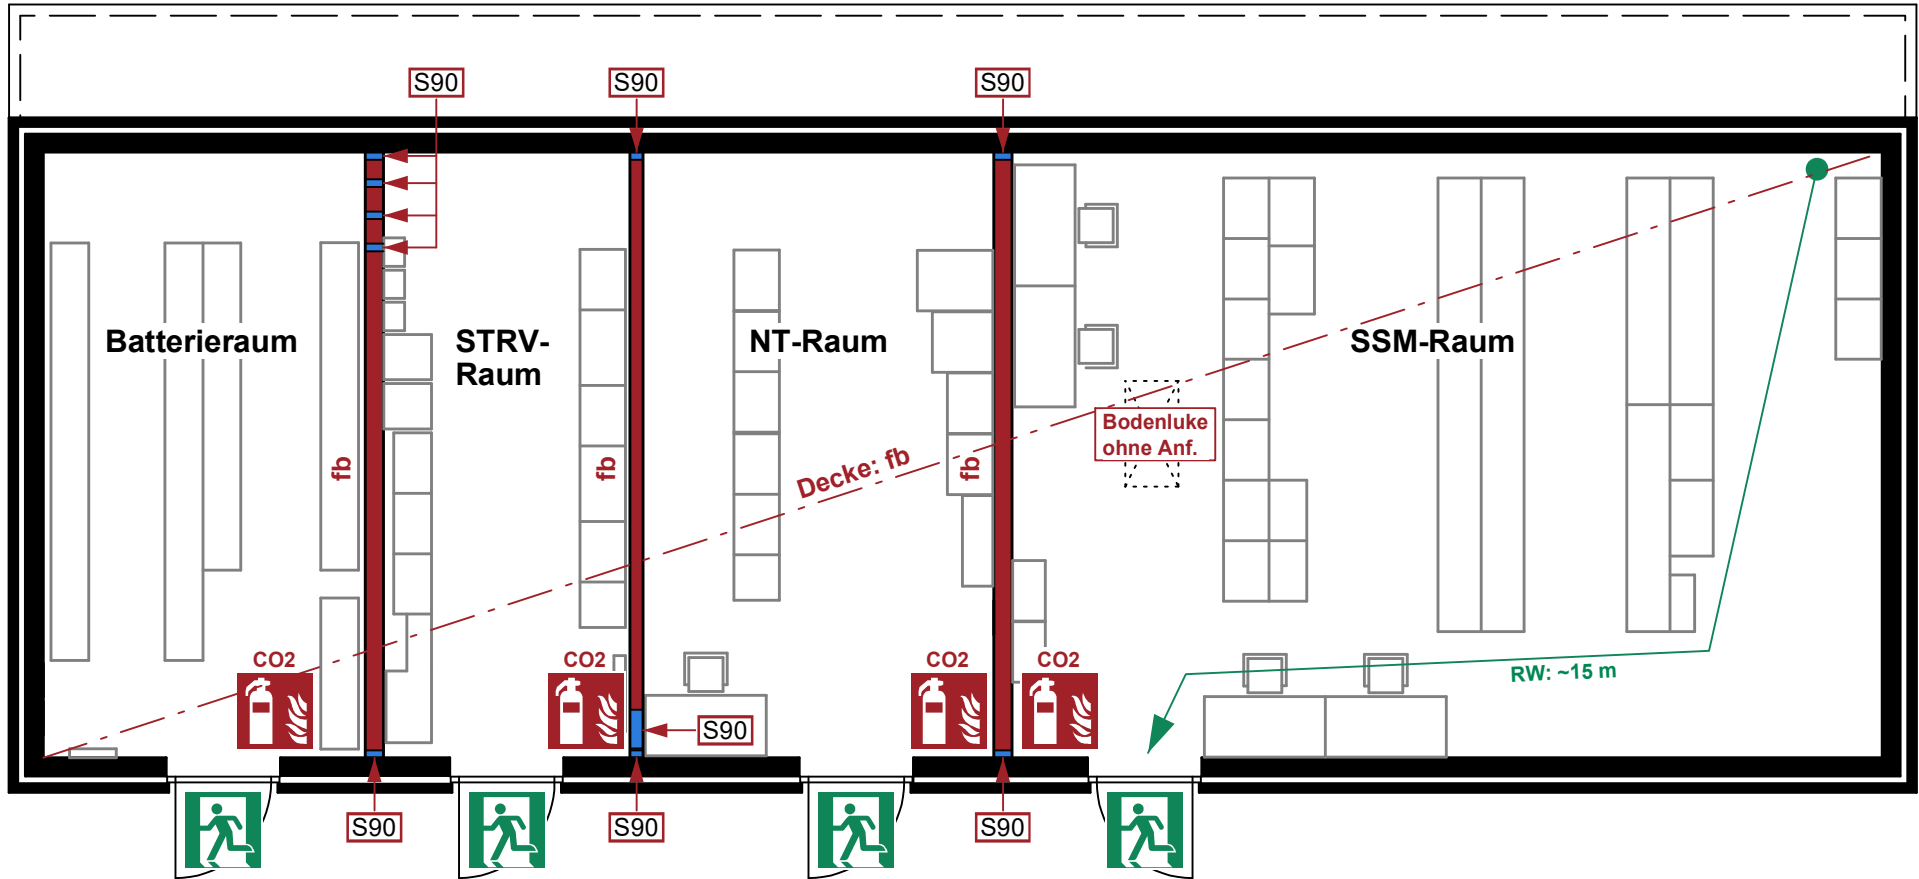 S90
S90
S90
Batterieraum
STRV-
Raum
NT-Raum
SSM-Raum
Bodenluke
ohne Anf.
fb
fb
Decke: fb
fb
CO2
CO2
CO2
CO2
RW: ~15 m
S90
S90
S90
S90